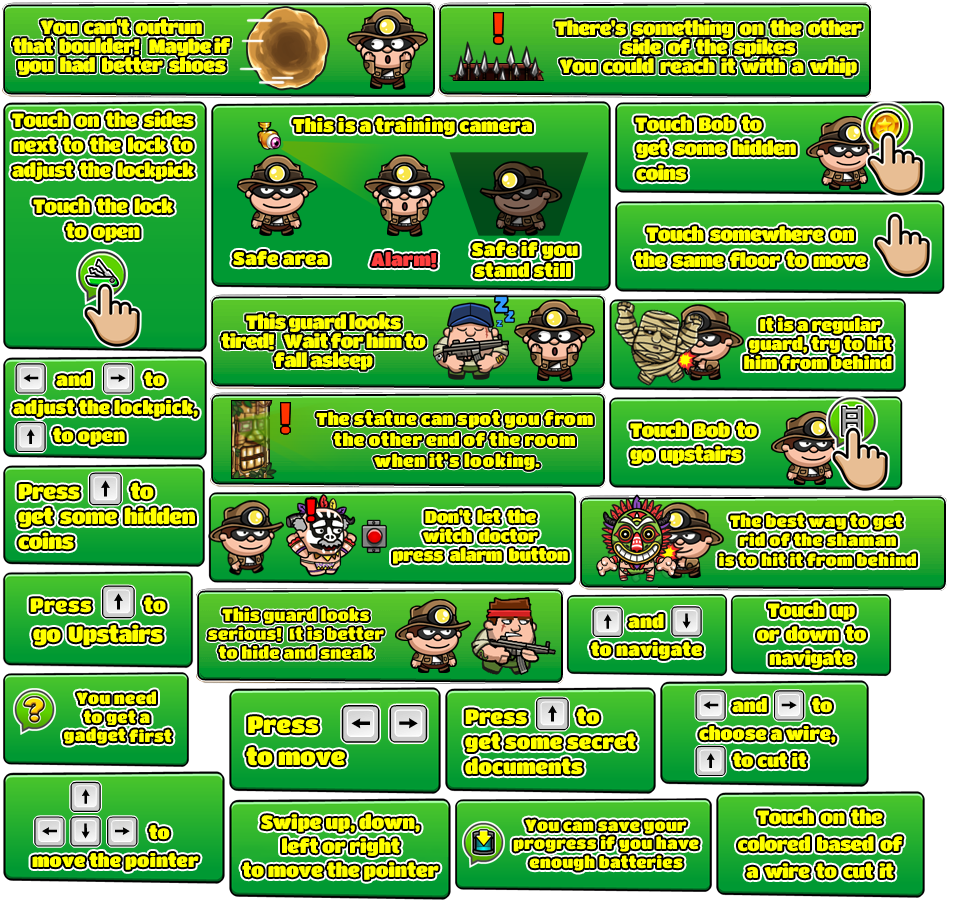 You can't outrun
that boulder! Maybe if
you had better shoes
There's something on the other
side of the spikes
You could reach it with a whip
Touch on the sides
next to the lock to
adjust the lockpick
Touch the lock
to open
This is a training camera
Safe area
Alarm!
Safe if you
stand still
Touch Bob to
get some hidden
coins
Touch somewhere on
the same floor to move
This guard looks
tired! Wait for him to
fall asleep
Z
Z
Z
It is a regular
guard, try to hit
him from behind
← and → to
adjust the lockpick,
↑ to open
The statue can spot you from
the other end of the room
when it's looking.
Touch Bob to
go upstairs
Press ↑ to
get some hidden
coins
Don't let the
witch doctor
press alarm button
The best way to get
rid of the shaman
is to hit it from behind
Press ↑ to
go Upstairs
This guard looks
serious! It is better
to hide and sneak
↑ and ↓
to navigate
Touch up
or down to
navigate
You need
to get a
gadget first
Press ← →
to move
Press ↑ to
get some secret
documents
← and → to
choose a wire,
↑ to cut it
↑
← ↓ → to
move the pointer
Swipe up, down,
left or right
to move the pointer
You can save your
progress if you have
enough batteries
Touch on the
colored based of
a wire to cut it